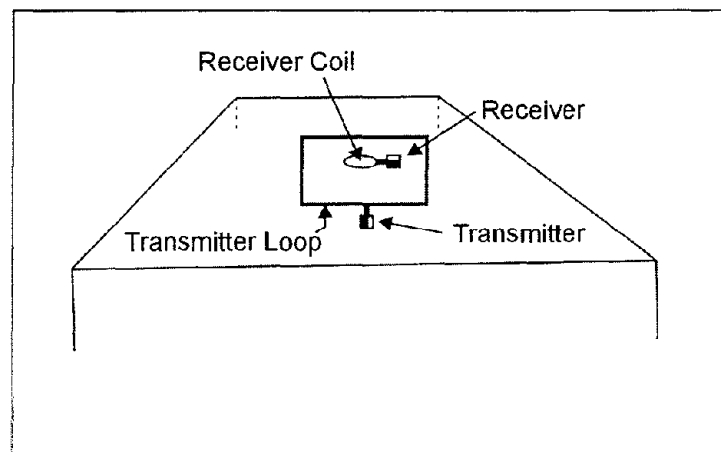 Receiver Coil
Receiver
Transmitter Loop
Transmitter